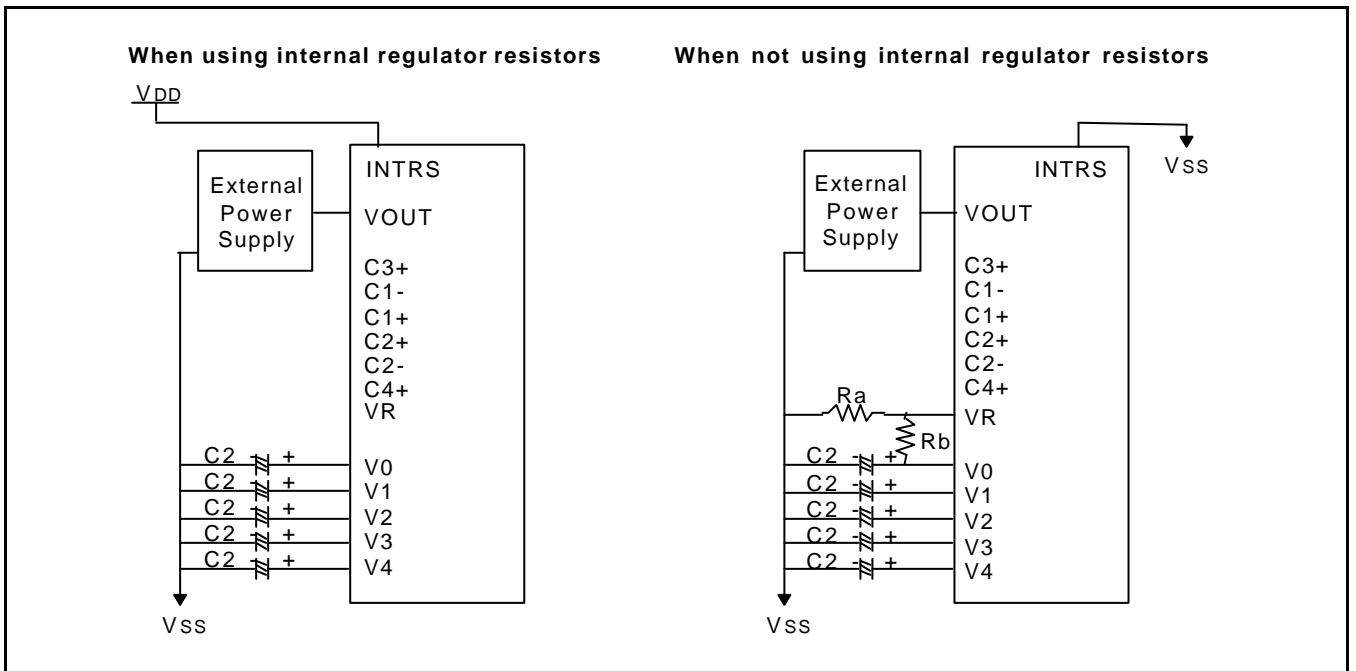 When using internal regulator resistors
VDD
INTRS
External
Power
Supply
VOUT
C3+
C1-
C1+
C2+
C2-
C4+
VR
C2 - + V0
C2 - + V1
C2 - + V2
C2 - + V3
C2 - + V4
VSS
When not using internal regulator resistors
VSS
INTRS
External
Power
Supply
VOUT
C3+
C1-
C1+
C2+
C2-
C4+
Ra
VR
Rb
C2 - + V0
C2 - + V1
C2 - + V2
C2 - + V3
C2 - + V4
VSS